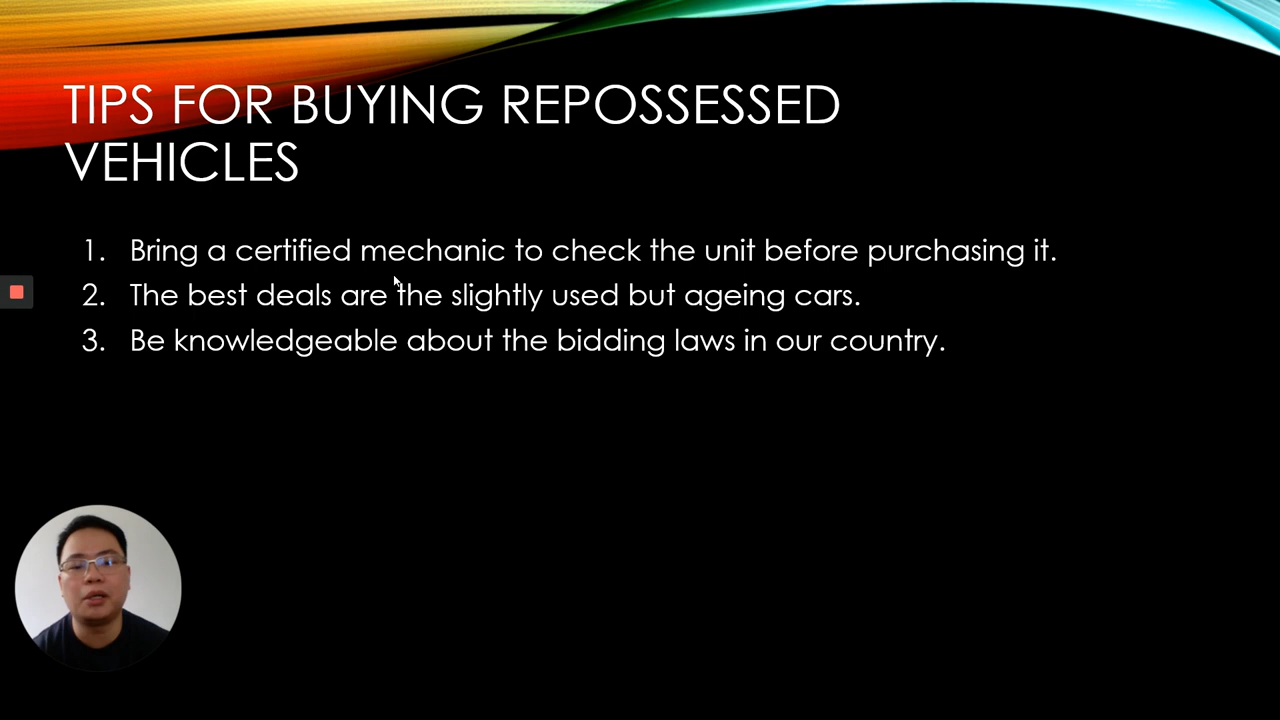 TIPS FOR BUYING REPOSSESSED
VEHICLES
1. Bring a certified mechanic to check the unit before purchasing it.
2. The best deals are the slightly used but ageing cars.
3. Be knowledgeable about the bidding laws in our country.